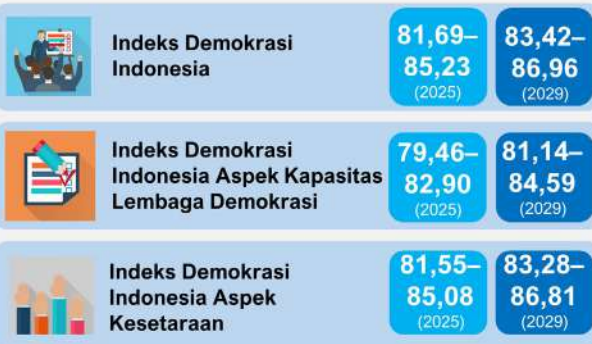 Indeks Demokrasi
Indonesia
81,69–
85,23
(2025)
83,42–
86,96
(2029)
Indeks Demokrasi
Indonesia Aspek Kapasitas
Lembaga Demokrasi
79,46–
82,90
(2025)
81,14–
84,59
(2029)
Indeks Demokrasi
Indonesia Aspek
Kesetaraan
81,55–
85,08
(2025)
83,28–
86,81
(2029)